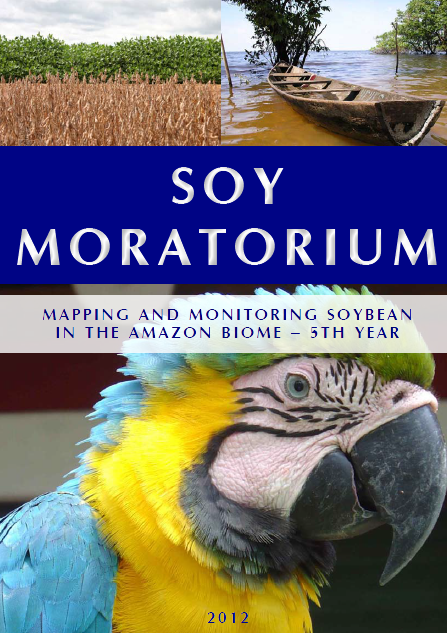 SOY
MORATORIUM
MAPPING AND MONITORING SOYBEAN
IN THE AMAZON BIOME – 5TH YEAR
2012